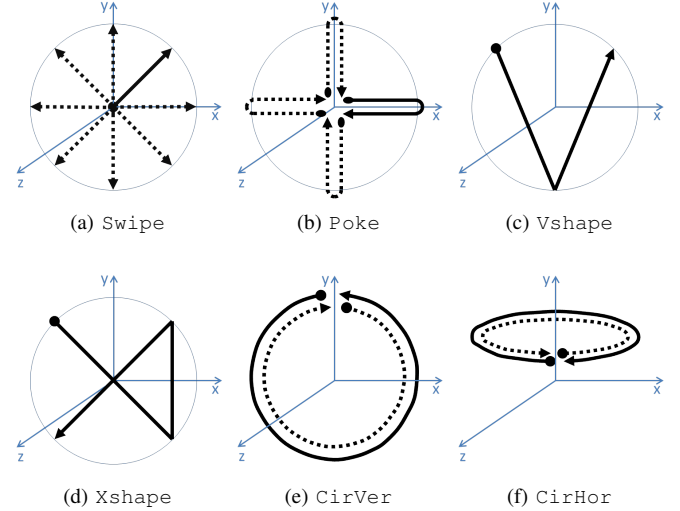 y y y
x x x
z z z
(a) Swipe (b) Poke (c) Vshape
y y y
x x x
z z z
(d) Xshape (e) CirVer (f) CirHor